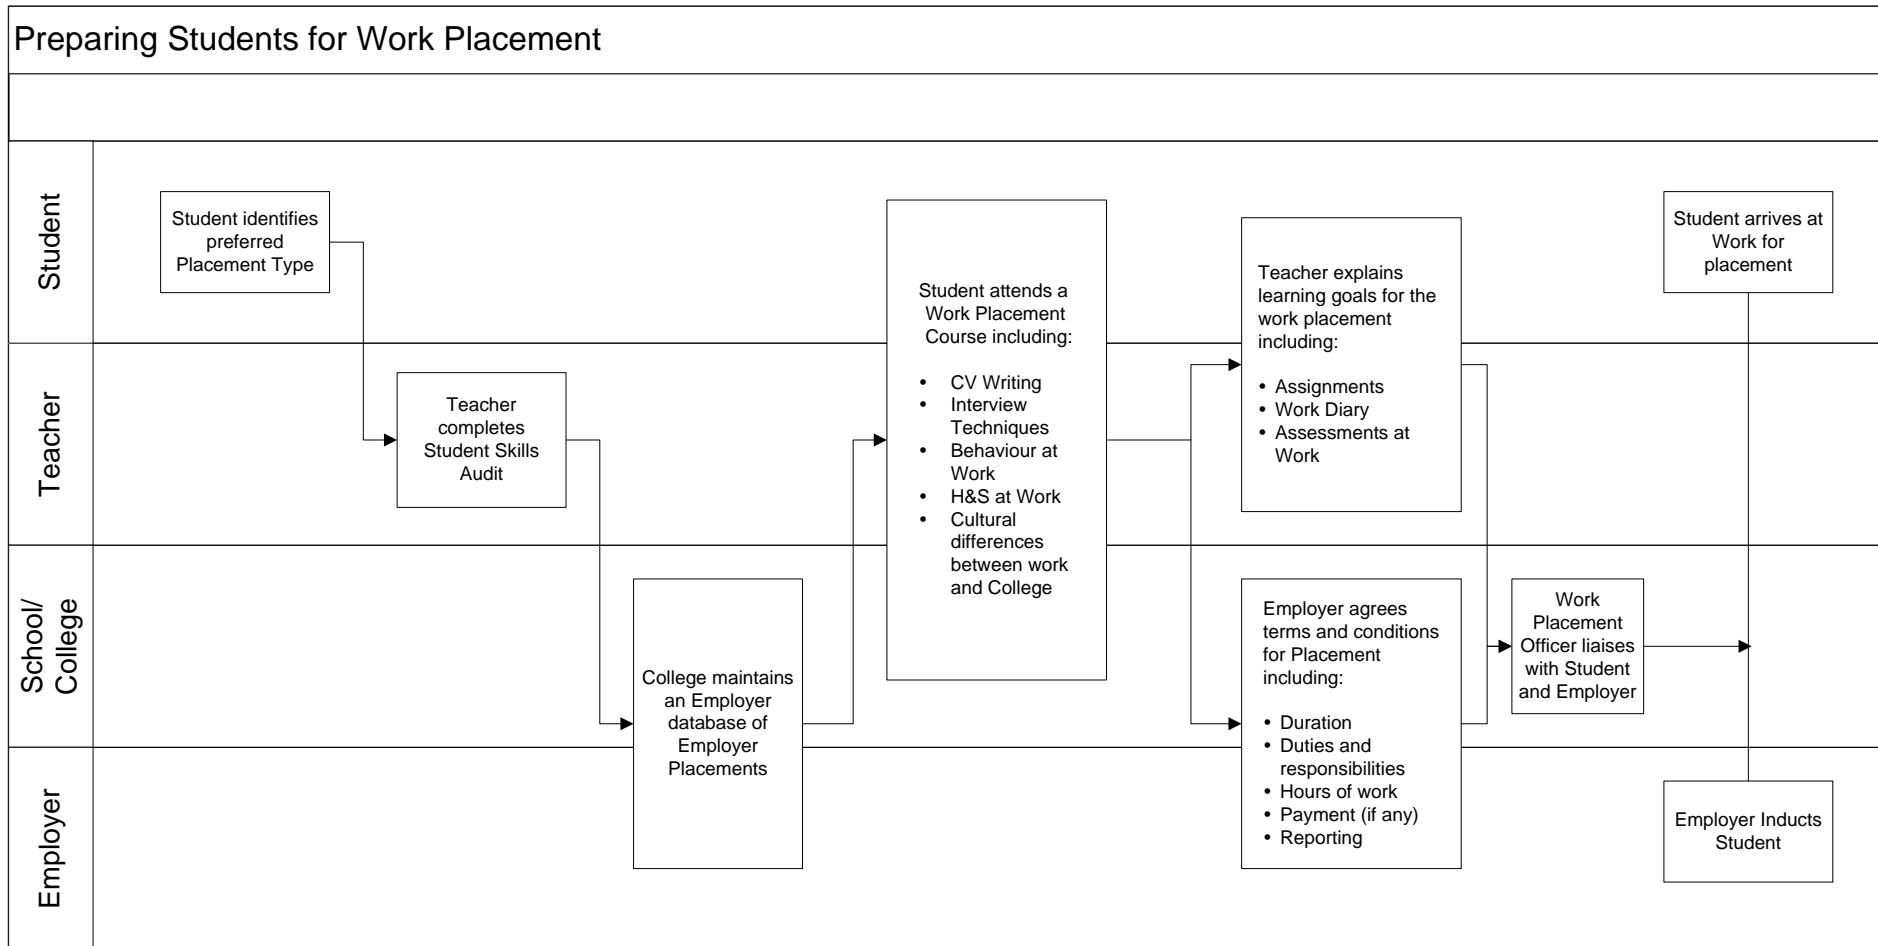 Preparing Students for Work Placement
Student
Student identifies
preferred
Placement Type
Teacher
Teacher
completes
Student Skills
Audit
School/
College
College maintains
an Employer
database of
Employer
Placements
Student attends a
Work Placement
Course including:
• CV Writing
• Interview
Techniques
• Behaviour at
Work
• H&S at Work
• Cultural
differences
between work
and College
Teacher explains
learning goals for the
work placement
including:
• Assignments
• Work Diary
• Assessments at
Work
Employer agrees
terms and conditions
for Placement
including:
• Duration
• Duties and
responsibilities
• Hours of work
• Payment (if any)
• Reporting
Work
Placement
Officer liaises
with Student
and Employer
Student arrives at
Work for
placement
Employer
Employer Inducts
Student